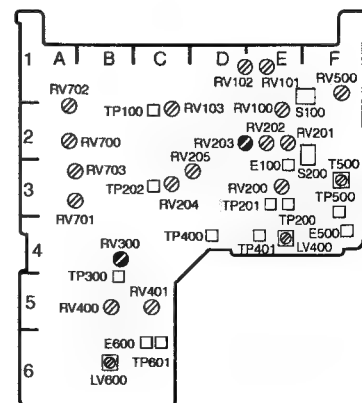 1 A B C D E F
RV702 RV102 RV101 RV500
TP100 RV103 RV100 S100
2 RV700 RV203 RV202 RV201
RV703 RV205 E100 S200 T500
3 TP202 RV200 TP500
RV701 RV204 TP201 TP200 E500
4 RV300 TP400 TP401 LV400
TP300 RV401
5 RV400
E600 TP601
6 LV600